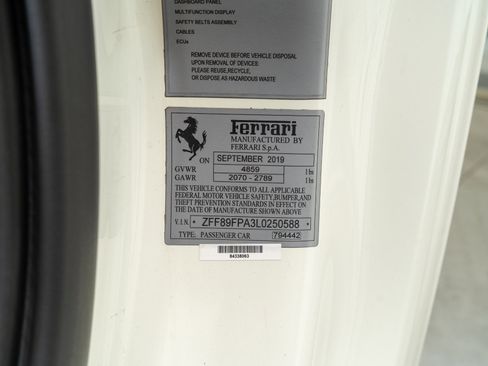 DASHBOARD PANEL
MULTIFUNCTION DISPLAY
SAFETY BELTS ASSEMBLY
CABLES
ECUs
REMOVE DEVICE BEFORE VEHICLE DISPOSAL
UPON REMOVAL OF DEVICES:
PLEASE REUSE,RECYCLE,
OR DISPOSE AS HAZARDOUS WASTE
Ferrari
MANUFACTURED BY
FERRARI S.p.A.
ON SEPTEMBER 2019
GVWR 4859 lbs
GAWR 2070 - 2789 lbs
THIS VEHICLE CONFORMS TO ALL APPLICABLE
FEDERAL MOTOR VEHICLE SAFETY,BUMPER,AND
THEFT PREVENTION STANDARDS IN EFFECT ON
THE DATE OF MANUFACTURE SHOWN ABOVE
V.I.N. * ZFF89FPA3L0250588 *
TYPE: PASSENGER CAR 794442
84338063